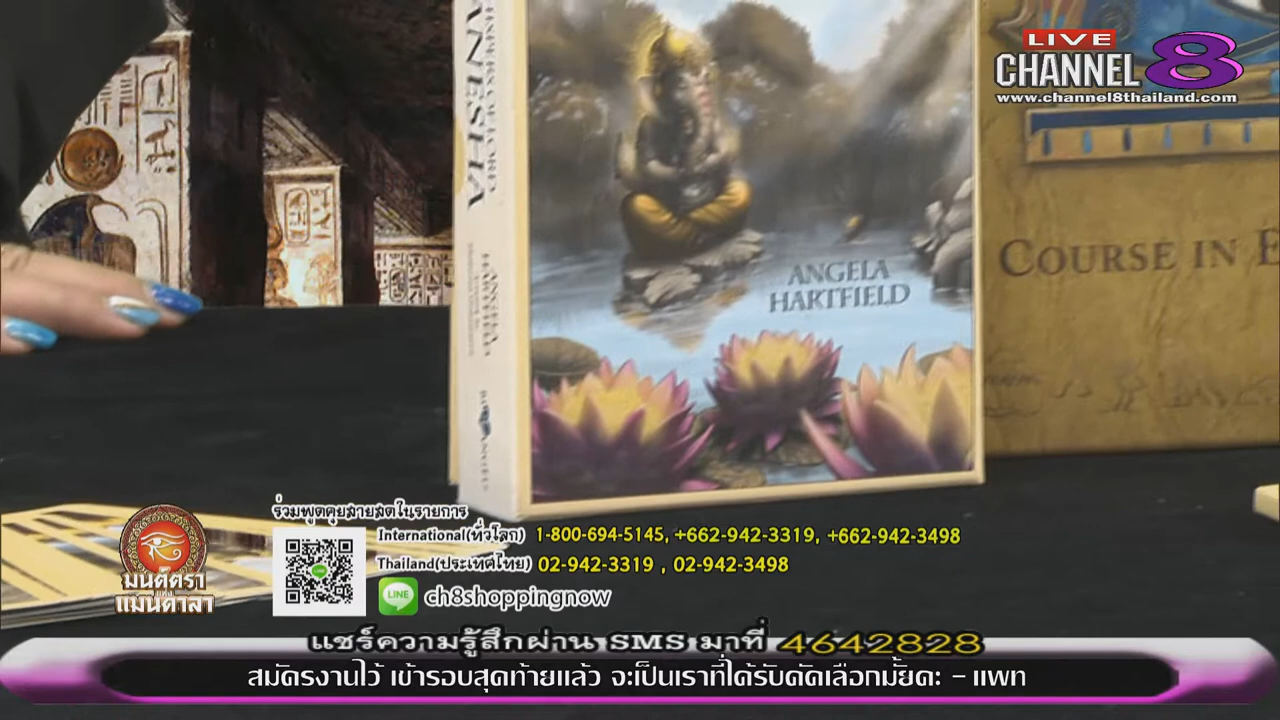 LIVE
CHANNEL 8
www.channel8thailand.com
ANESHA
ANGELA
HARTFIELD
COURSE IN
ร่วมพูดคุยสายสดในรายการ
International(ทั่วโลก) 1-800-694-5145, +662-942-3319, +662-942-3498
Thailand(ประเทศไทย) 02-942-3319 , 02-942-3498
LINE ch8shoppingnow
มนต์ตรา
แห่ง
แมนดาลา
แชร์ความรู้สึกผ่าน SMS มาที่ 4642828
สมัครงานไว้ เข้ารอบสุดท้ายแล้ว จะเป็นเราที่ได้รับคัดเลือกมั้ยคะ - แพท